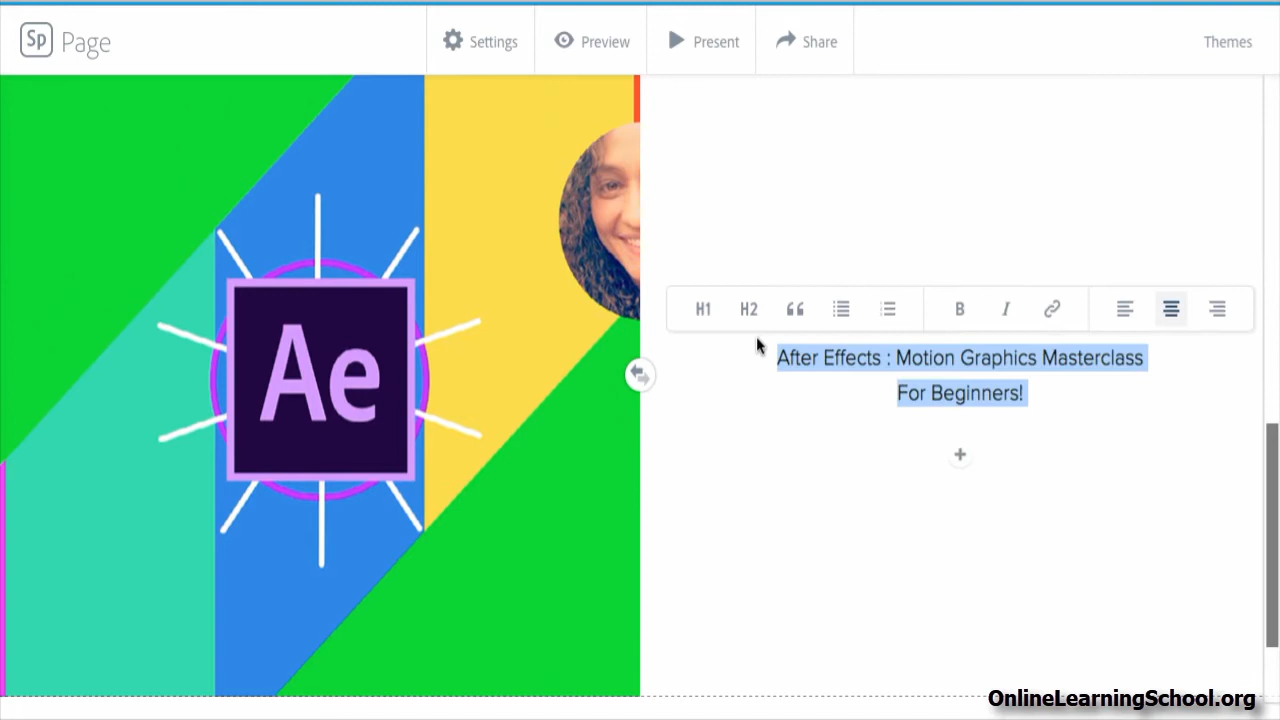 Sp Page
Settings
Preview
Present
Share
Themes
Ae
H1 H2 B I
After Effects : Motion Graphics Masterclass
For Beginners!
OnlineLearningSchool.org